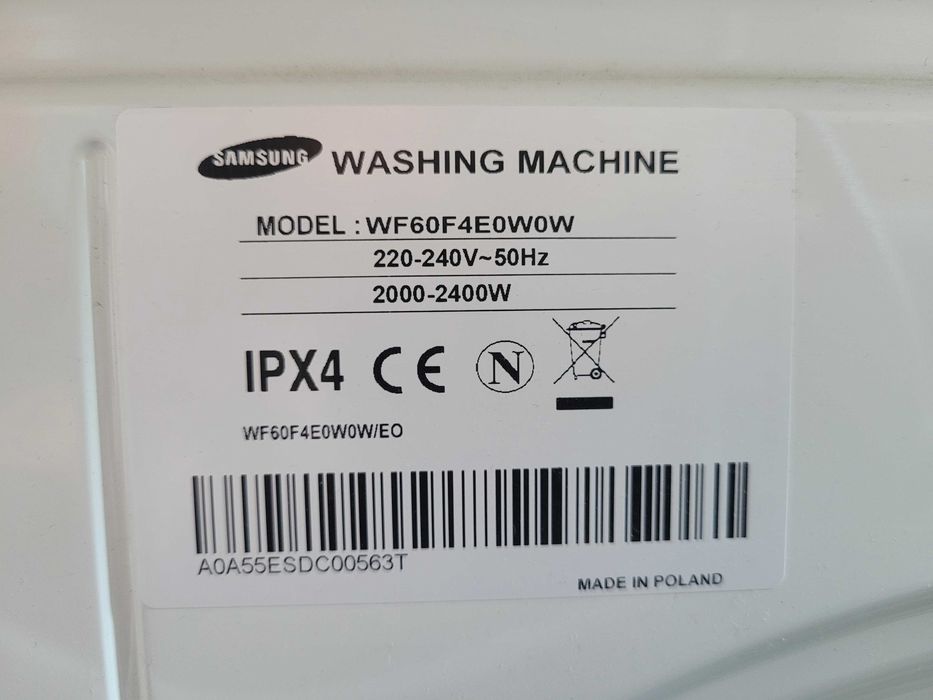 SAMSUNG WASHING MACHINE
MODEL : WF60F4E0W0W
220-240V~50Hz
2000-2400W
IPX4 CE N
WF60F4E0W0W/EO
A0A55ESDC00563T
MADE IN POLAND